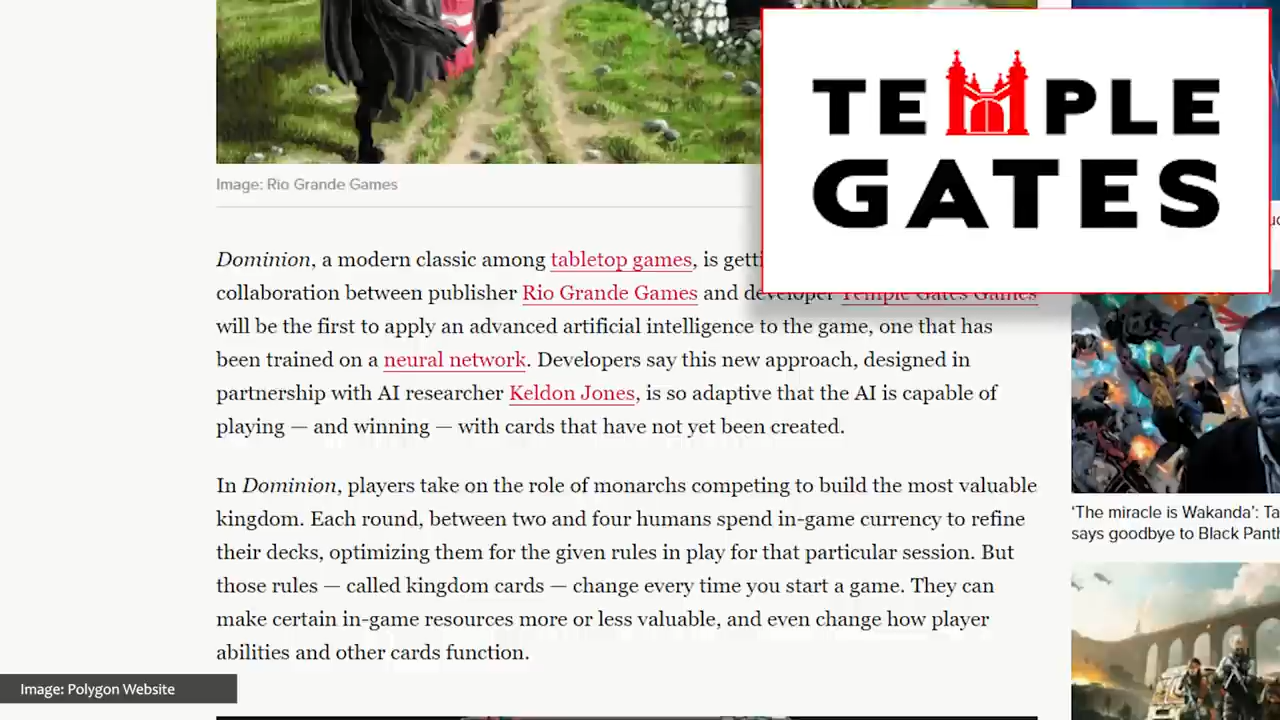 TEMPLE
GATES
Image: Rio Grande Games
Dominion, a modern classic among tabletop games, is
collaboration between publisher Rio Grande Games and developer Temple Gates Games
will be the first to apply an advanced artificial intelligence to the game, one that has
been trained on a neural network. Developers say this new approach, designed in
partnership with AI researcher Keldon Jones, is so adaptive that the AI is capable of
playing — and winning — with cards that have not yet been created.
In Dominion, players take on the role of monarchs competing to build the most valuable
kingdom. Each round, between two and four humans spend in-game currency to refine
their decks, optimizing them for the given rules in play for that particular session. But
those rules — called kingdom cards — change every time you start a game. They can
make certain in-game resources more or less valuable, and even change how player
abilities and other cards function.
‘The miracle is Wakanda’:
says goodbye to Black
Image: Polygon Website